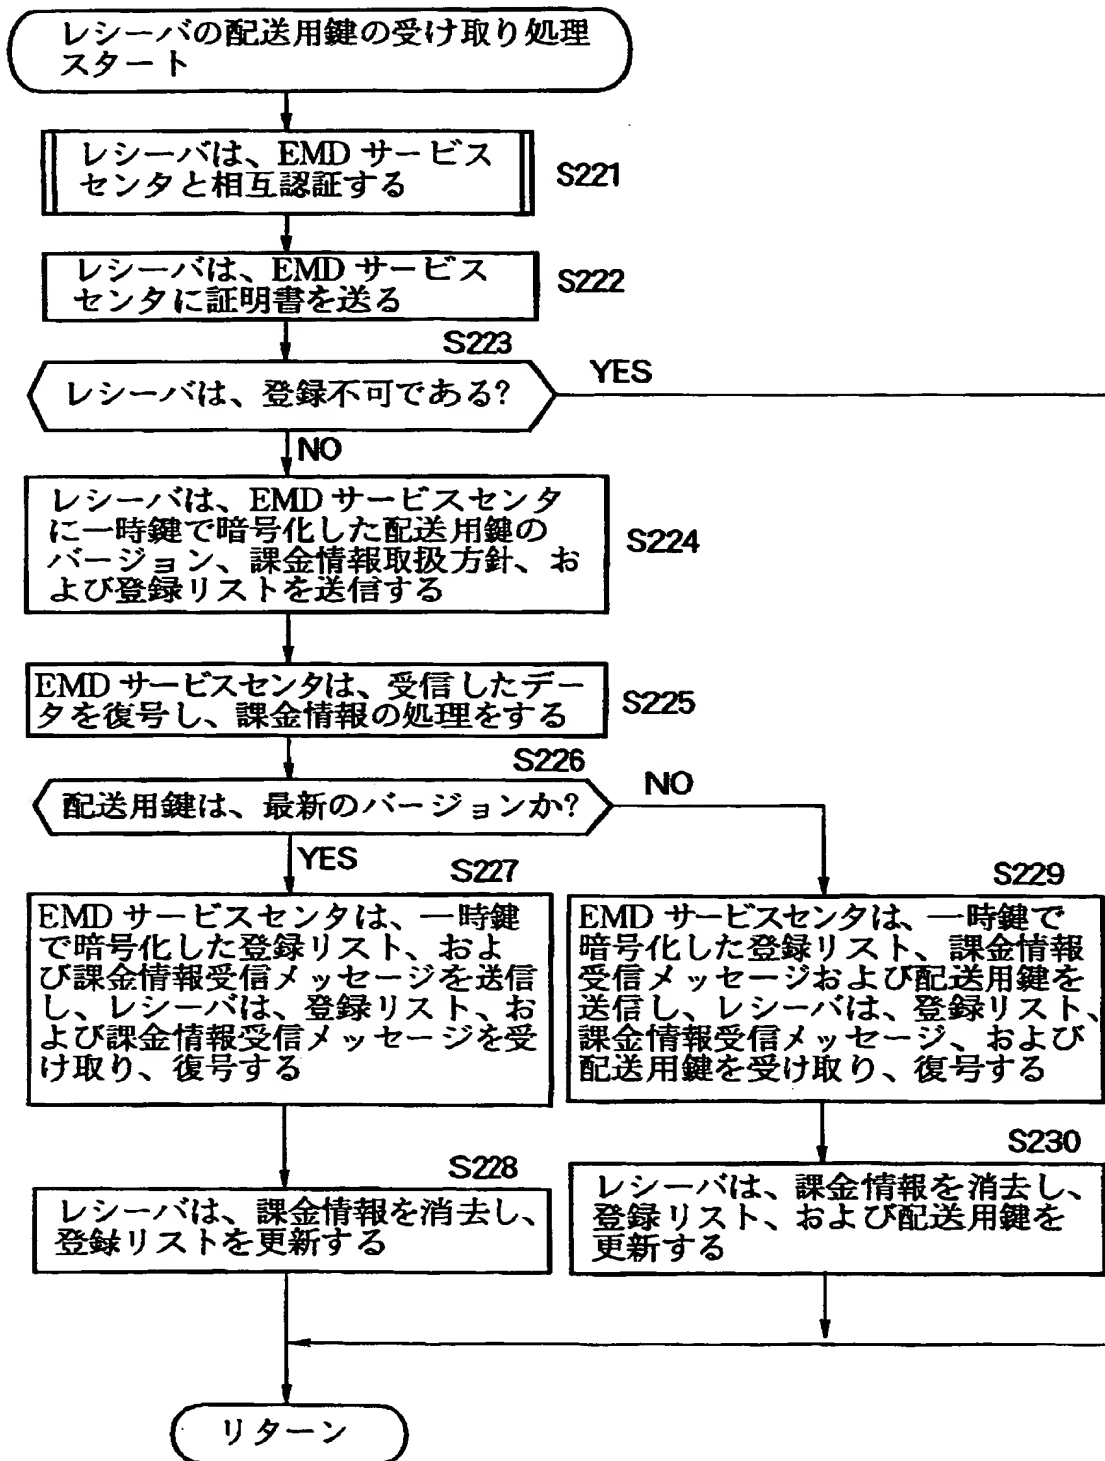 レシーバの配送用鍵の受け取り処理
スタート
レシーバは、EMD サービス
センタと相互認証する
S221
レシーバは、EMD サービス
センタに証明書を送る
S222
S223
レシーバは、登録不可である?
YES
NO
レシーバは、EMD サービスセンタ
に一時鍵で暗号化した配送用鍵の
バージョン、課金情報取扱方針、お
よび登録リストを送信する
S224
EMD サービスセンタは、受信したデー
タを復号し、課金情報の処理をする
S225
S226
配送用鍵は、最新のバージョンか?
NO
YES
S227
EMD サービスセンタは、一時鍵
で暗号化した登録リスト、およ
び課金情報受信メッセージを送信
し、レシーバは、登録リスト、お
よび課金情報受信メッセージを受
け取り、復号する
S229
EMD サービスセンタは、一時鍵で
暗号化した登録リスト、課金情報
受信メッセージおよび配送用鍵を
送信し、レシーバは、登録リスト、
課金情報受信メッセージ、および
配送用鍵を受け取り、復号する
S228
レシーバは、課金情報を消去し、
登録リストを更新する
S230
レシーバは、課金情報を消去し、
登録リスト、および配送用鍵を
更新する
リターン